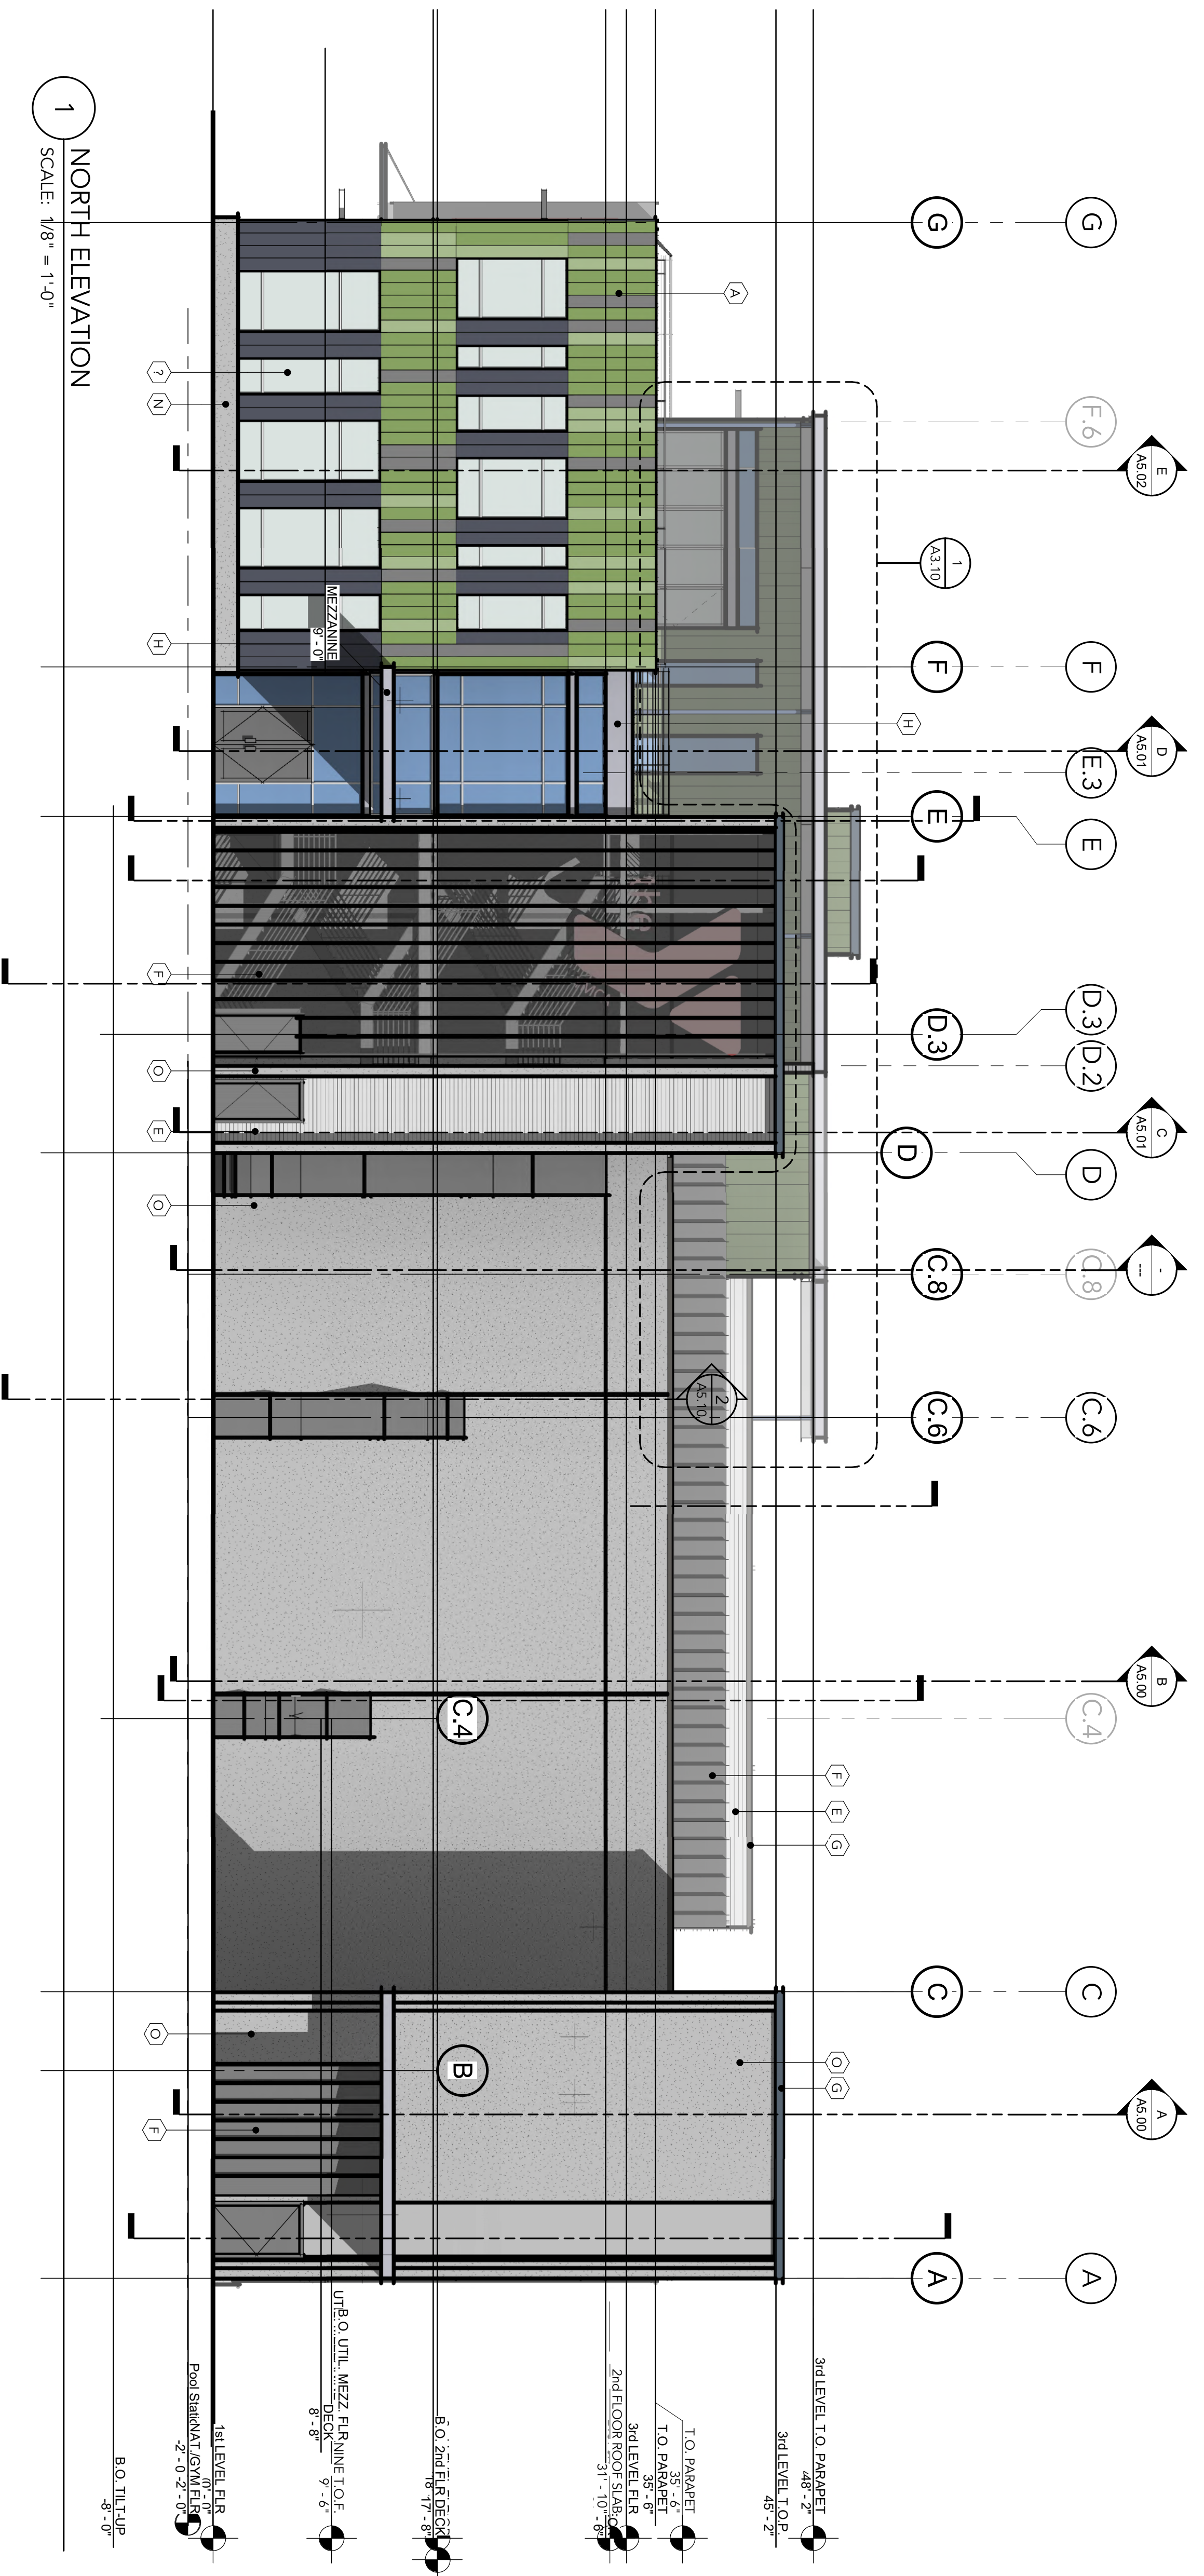 G
F.6
F
E.3
E
D.3
D.2
D
C.8
C.6
C.4
C
A
E
A5.02
D
A5.01
C
A5.01
-
---
B
A5.00
A
A5.00
G
F
E
D.3
D
C.8
C.6
C
A
1
A3.10
2
A5.10
C.4
B
A
H
F
E
G
O
G
the
MEZZANINE
9' - 0"
?
N
H
F
O
E
O
O
F
3rd LEVEL T.O. PARAPET
48' - 2"
3rd LEVEL T.O.P.
45' - 2"
T.O. PARAPET
35' - 6"
T.O. PARAPET
35' - 6"
3rd LEVEL FLR
2nd FLOOR ROOF SLAB
31' - 10"
B.O. 2nd FLR DECK
17' - 8"
B.O. UTIL. MEZZ. FLR
9' - 6"
DECK
8' - 8"
1st LEVEL FLR
0' - 0"
NAT./GYM FLR
-2' - 0"
B.O. TILT-UP
-8' - 0"
1
NORTH ELEVATION
SCALE: 1/8" = 1'-0"